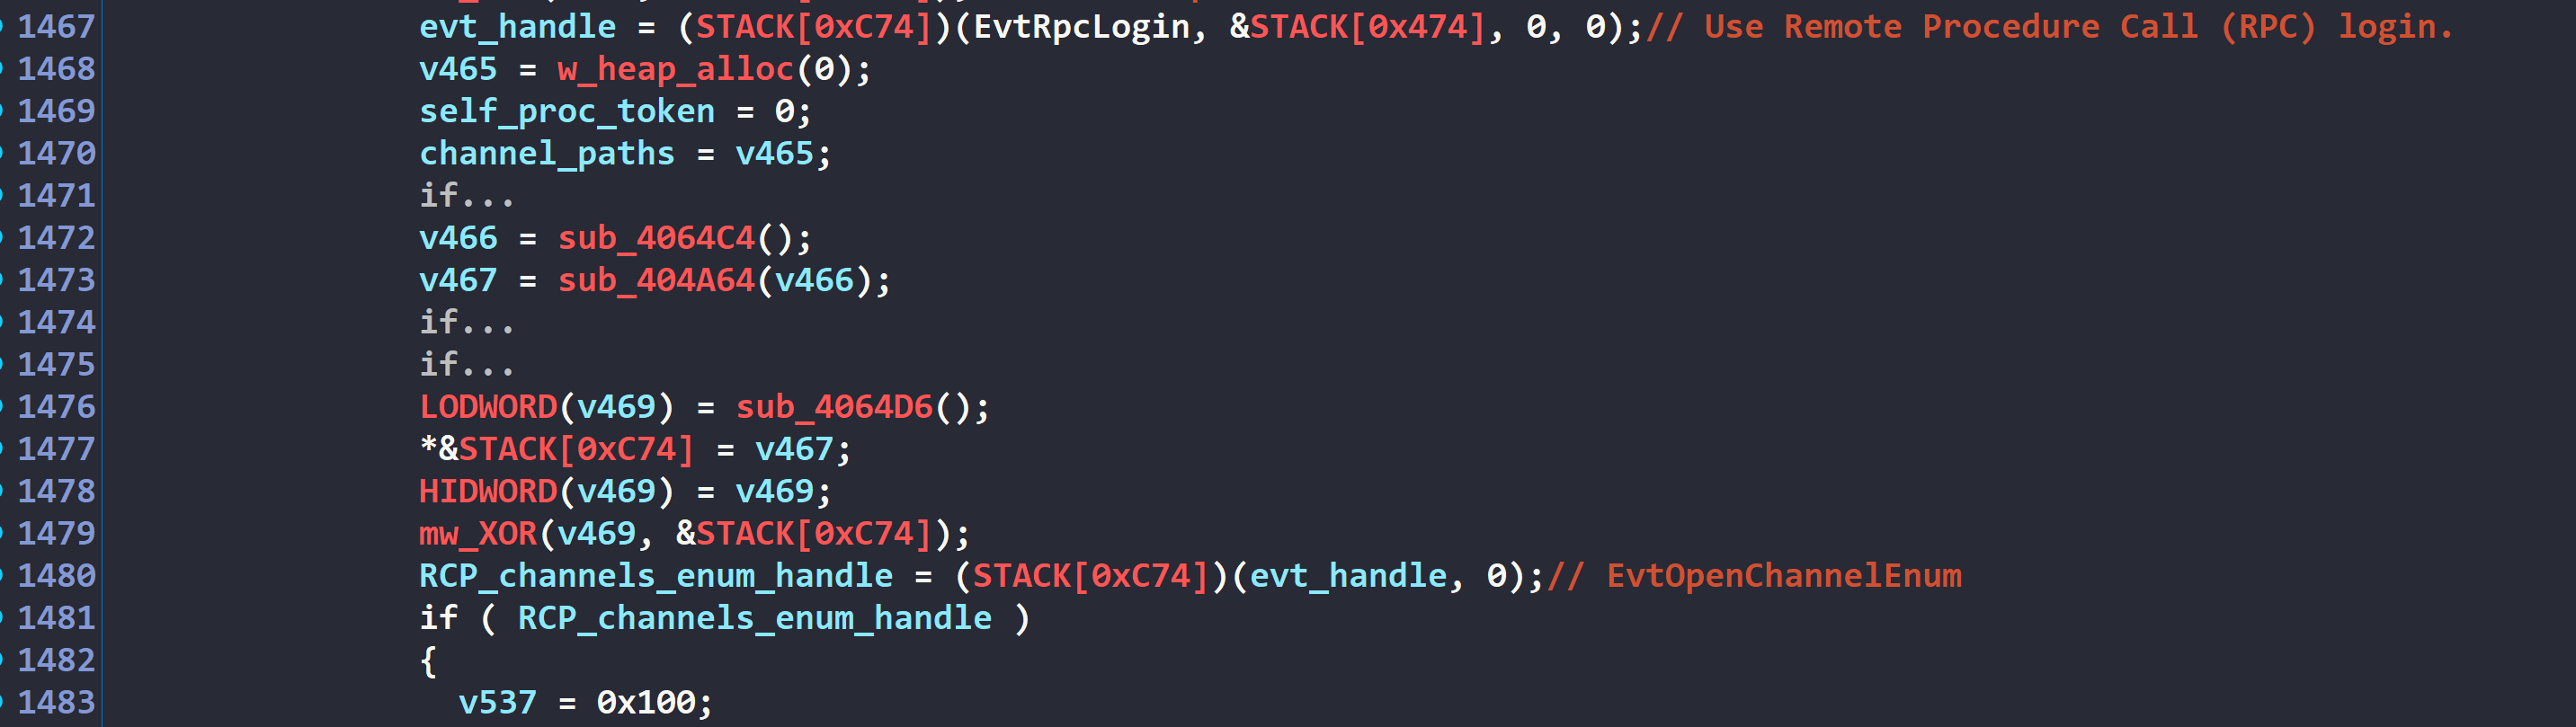 1467 evt_handle = (STACK[0xC74])(EvtRpcLogin, &STACK[0x474], 0, 0);// Use Remote Procedure Call (RPC) login.
1468 v465 = w_heap_alloc(0);
1469 self_proc_token = 0;
1470 channel_paths = v465;
1471 if...
1472 v466 = sub_4064C4();
1473 v467 = sub_404A64(v466);
1474 if...
1475 if...
1476 LODWORD(v469) = sub_4064D6();
1477 *&STACK[0xC74] = v467;
1478 HIDWORD(v469) = v469;
1479 mw_XOR(v469, &STACK[0xC74]);
1480 RCP_channels_enum_handle = (STACK[0xC74])(evt_handle, 0);// EvtOpenChannelEnum
1481 if ( RCP_channels_enum_handle )
1482 {
1483 v537 = 0x100;